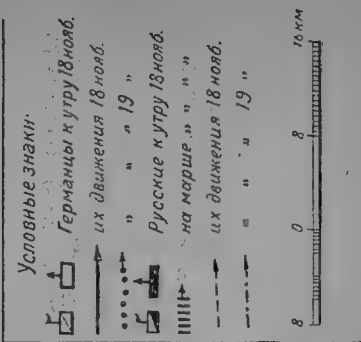 Условные знаки:
Германцы к утру 18 нояб.
их движения 18 нояб.
„ „ 19 „
Русские к утру 18 нояб.
на марше „ „ „
их движения 18 нояб.
„ „ 19 „
8 0 8 16 км